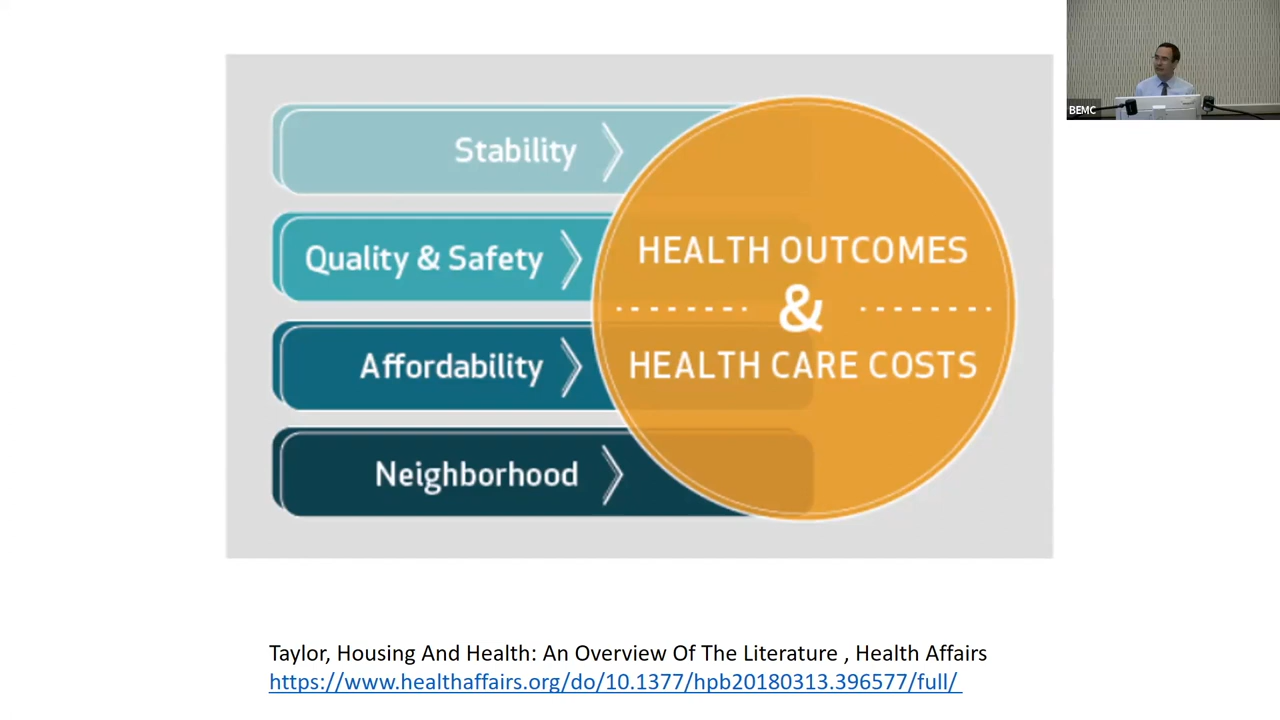 Stability
Quality & Safety
Affordability
Neighborhood
HEALTH OUTCOMES
&
HEALTH CARE COSTS
BEMC
Taylor, Housing And Health: An Overview Of The Literature , Health Affairs
https://www.healthaffairs.org/do/10.1377/hpb20180313.396577/full/